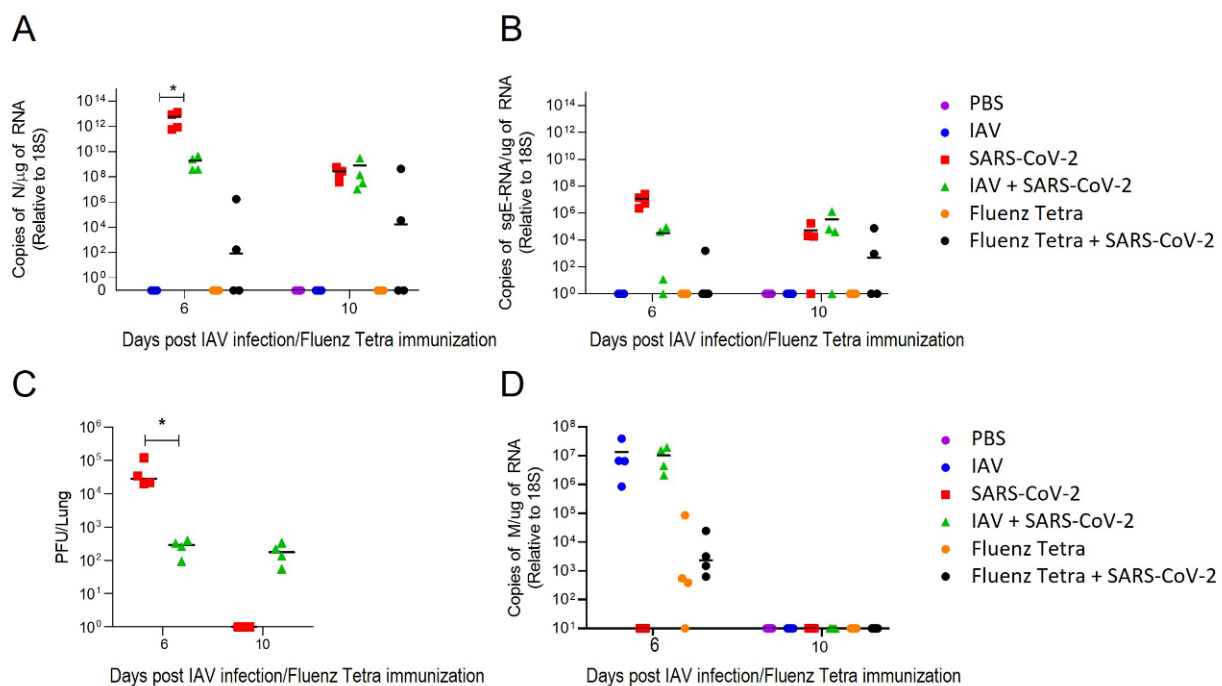 A
Copies of N/µg of RNA
(Relative to 18S)
10^14
10^12
10^10
10^8
10^6
10^4
10^2
10^0
0
*
6
10
Days post IAV infection/Fluenz Tetra immunization
B
Copies of sgE-RNA/ug of RNA
(Relative to 18S)
10^14
10^12
10^10
10^8
10^6
10^4
10^2
10^0
6
10
Days post IAV infection/Fluenz Tetra immunization
PBS
IAV
SARS-CoV-2
IAV + SARS-CoV-2
Fluenz Tetra
Fluenz Tetra + SARS-CoV-2
C
PFU/Lung
10^6
10^5
10^4
10^3
10^2
10^1
10^0
*
6
10
Days post IAV infection/Fluenz Tetra immunization
D
Copies of M/ug of RNA
(Relative to 18S)
10^8
10^7
10^6
10^5
10^4
10^3
10^2
10^1
6
10
Days post IAV infection/Fluenz Tetra immunization
PBS
IAV
SARS-CoV-2
IAV + SARS-CoV-2
Fluenz Tetra
Fluenz Tetra + SARS-CoV-2